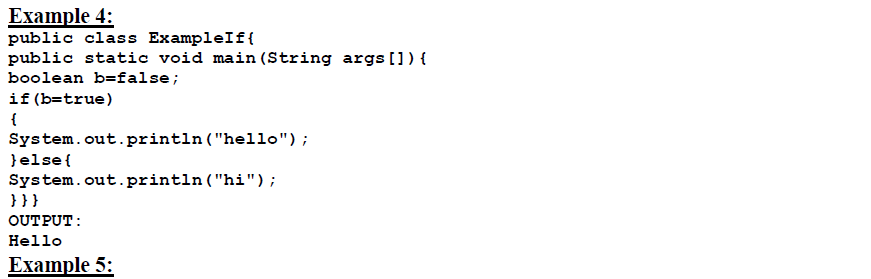 Example 4:
public class ExampleIf{
public static void main(String args[]){
boolean b=false;
if(b=true)
{
System.out.println("hello");
}else{
System.out.println("hi");
}}}
OUTPUT:
Hello
Example 5: